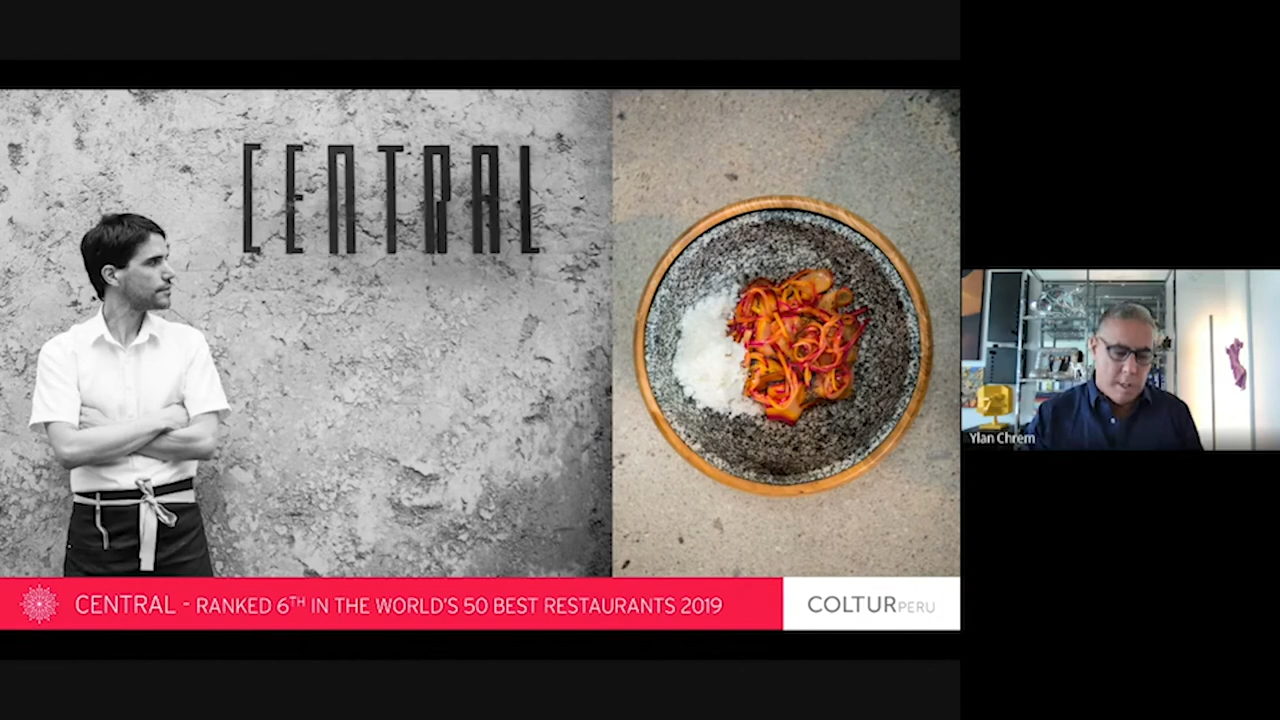 CENTRAL
CENTRAL - RANKED 6TH IN THE WORLD'S 50 BEST RESTAURANTS 2019
COLTURPERU
Ylan Chrem